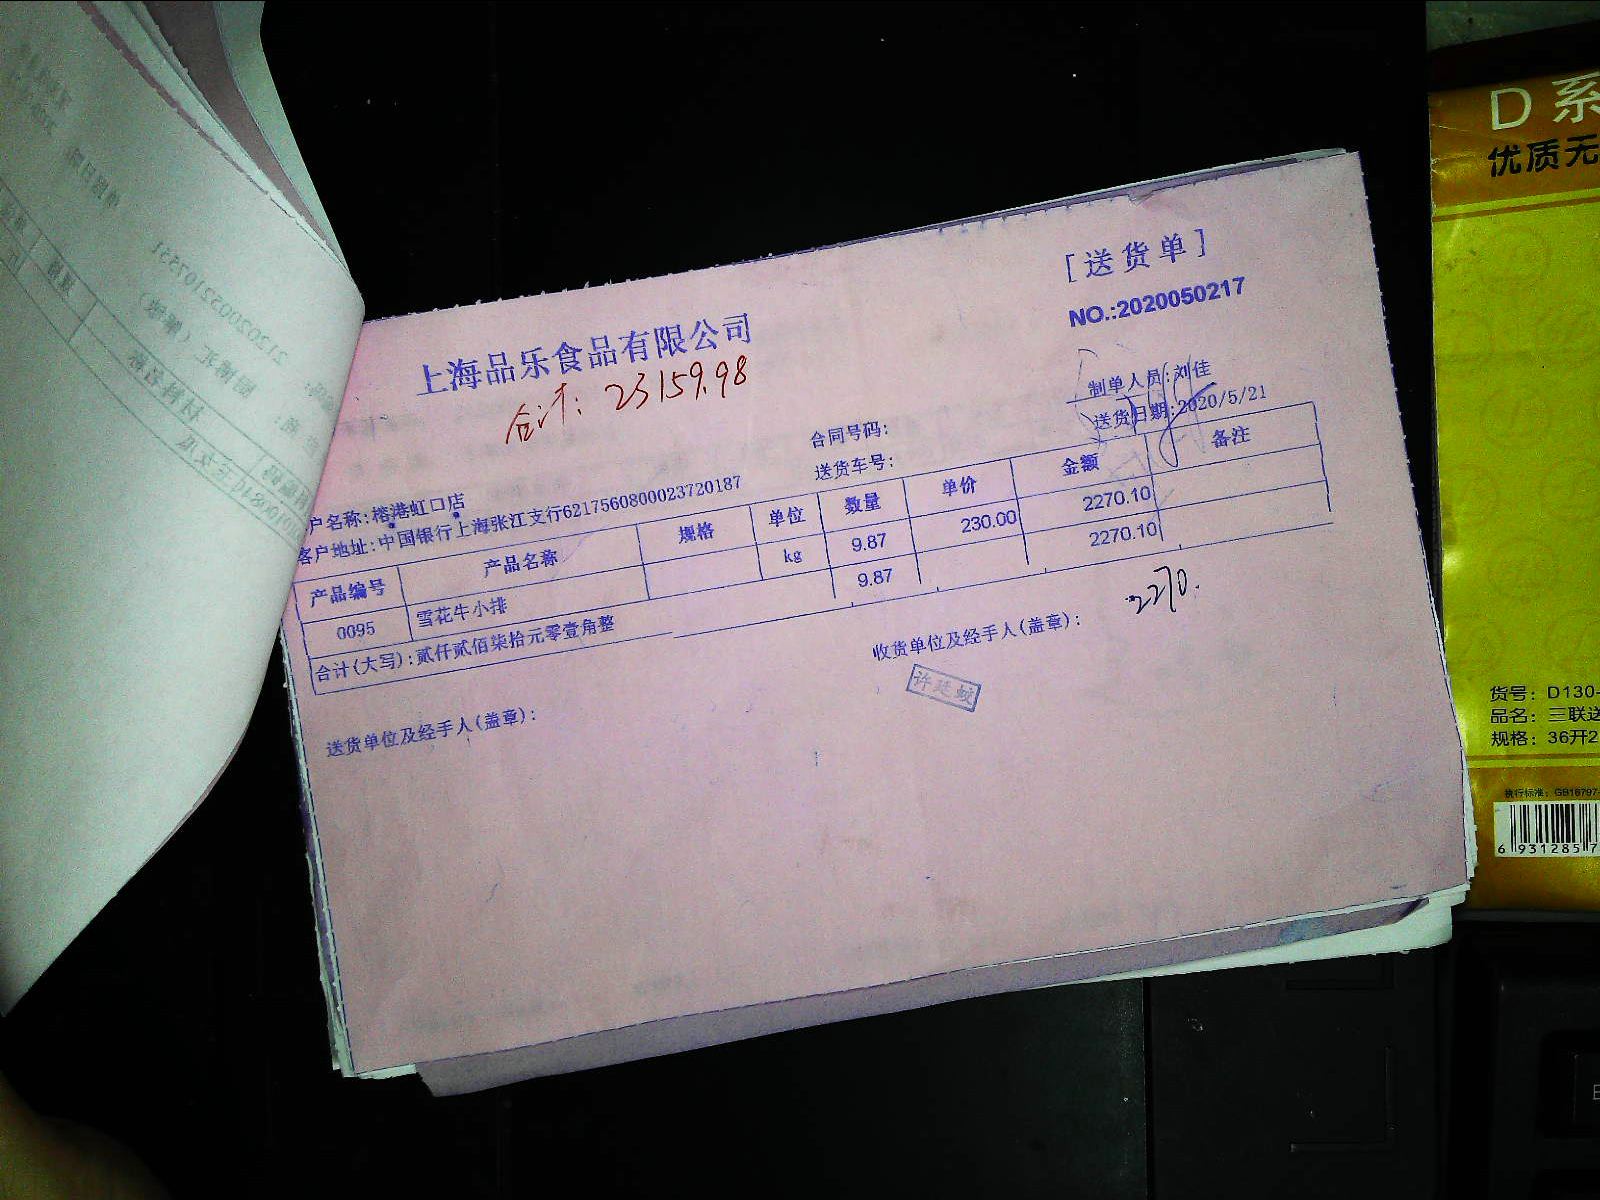 上海品乐食品有限公司
[送货单]
NO.:2020050217
合计: 23159.98
制单人员:刘佳
送货日期:2020/5/21
合同号码:
送货车号:
户名称:榕港虹口店
客户地址:中国银行上海张江支行6217560800023720187
产品编号 产品名称 规格 单位 数量 单价 金额 备注
0095 雪花牛小排 kg 9.87 230.00 2270.10
合计(大写):贰仟贰佰柒拾元零壹角整 9.87 2270.10
2270.
送货单位及经手人(盖章):
收货单位及经手人(盖章):
D 系
优质无
货号: D130-
品名: 三联送
规格: 36开2
执行标准: GB16797-
6 931285 7